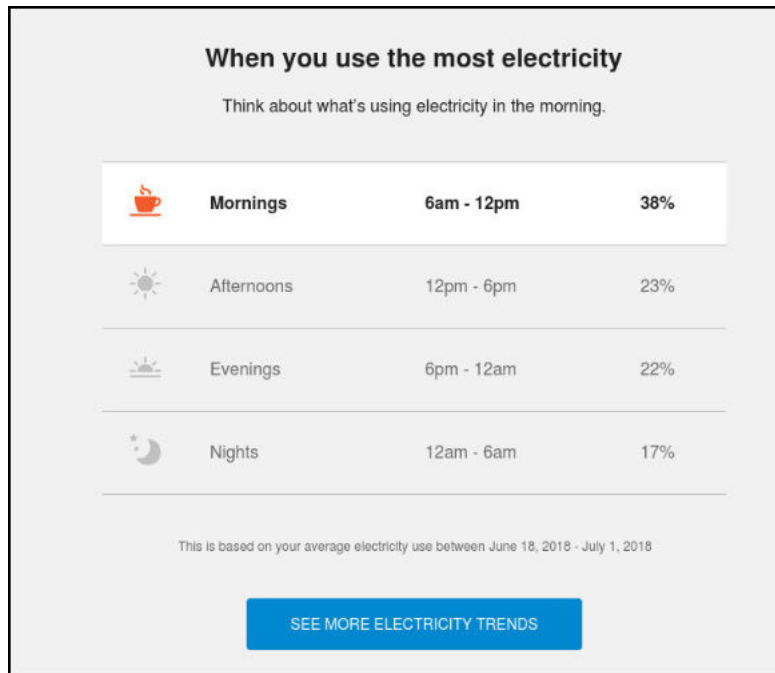 When you use the most electricity
Think about what's using electricity in the morning.
Mornings 6am - 12pm 38%
Afternoons 12pm - 6pm 23%
Evenings 6pm - 12am 22%
Nights 12am - 6am 17%
This is based on your average electricity use between June 18, 2018 - July 1, 2018
SEE MORE ELECTRICITY TRENDS